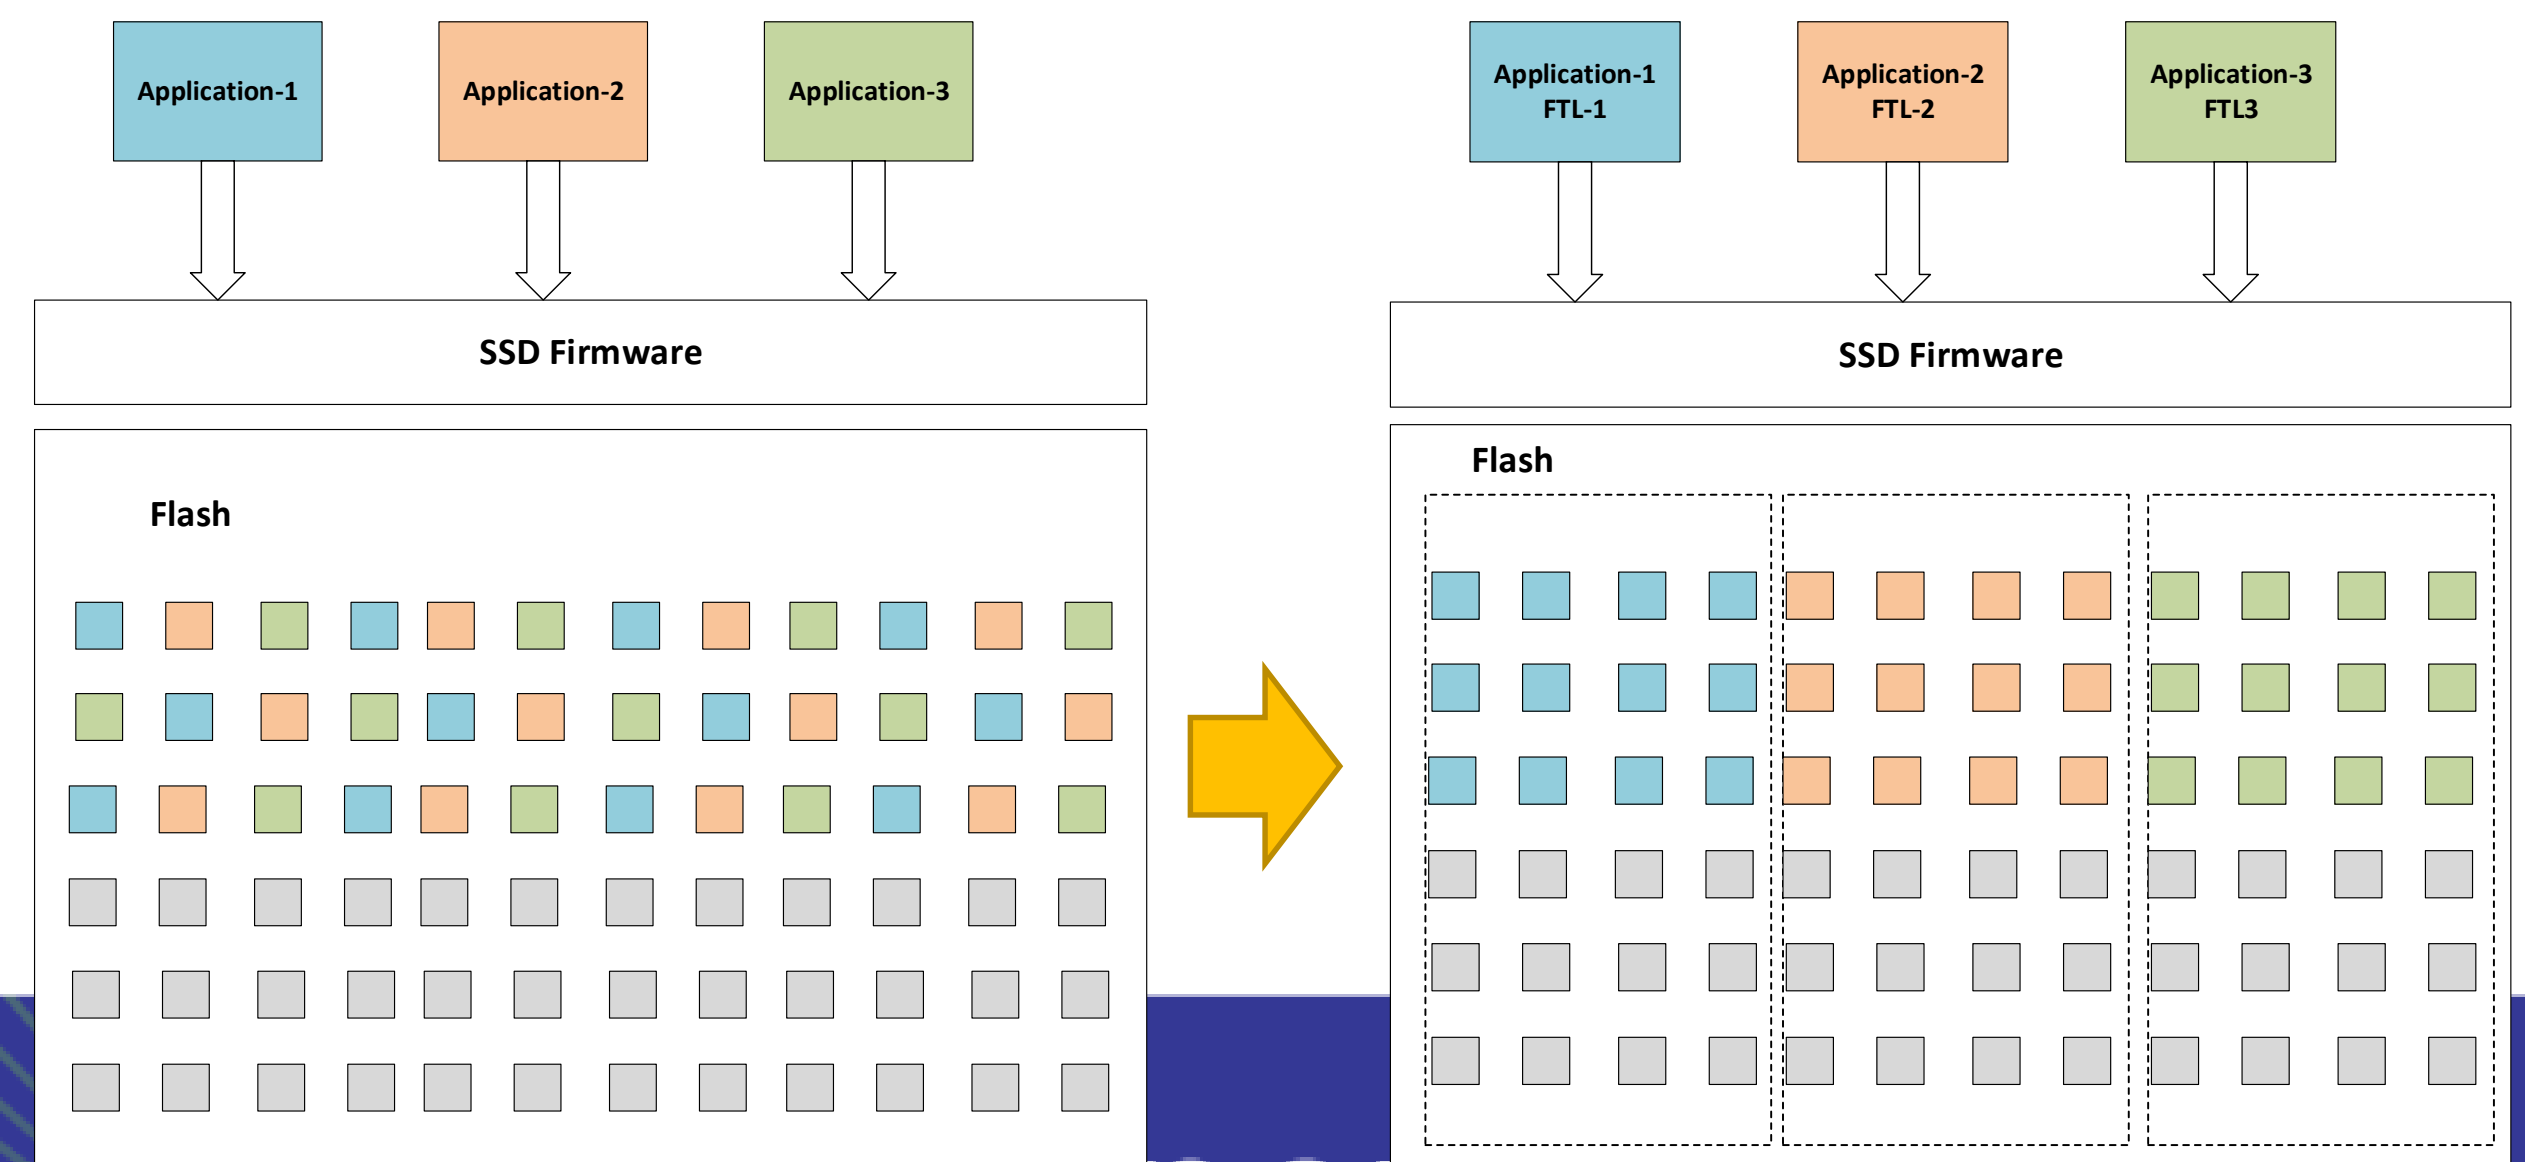 Application-1
Application-2
Application-3
SSD Firmware
Flash
Application-1
FTL-1
Application-2
FTL-2
Application-3
FTL3
SSD Firmware
Flash